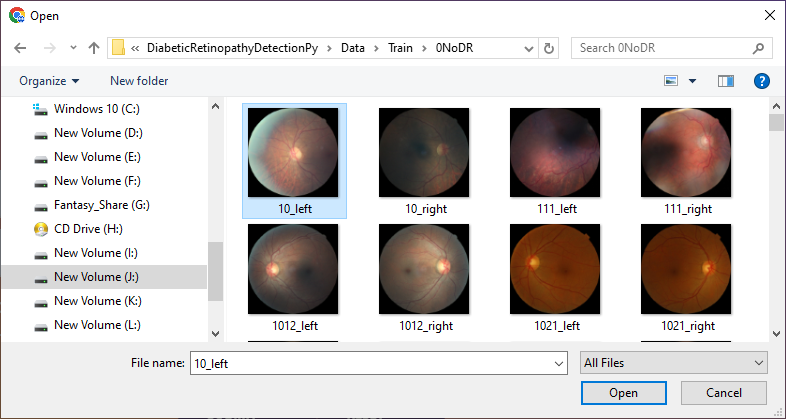 Open
« DiabeticRetinopathyDetectionPy > Data > Train > 0NoDR
Search 0NoDR
Organize
New folder
?
Windows 10 (C:)
New Volume (D:)
New Volume (E:)
New Volume (F:)
Fantasy_Share (G:)
CD Drive (H:)
New Volume (I:)
New Volume (J:)
New Volume (K:)
New Volume (L:)
10_left
10_right
111_left
111_right
1012_left
1012_right
1021_left
1021_right
File name:
10_left
All Files
Open
Cancel